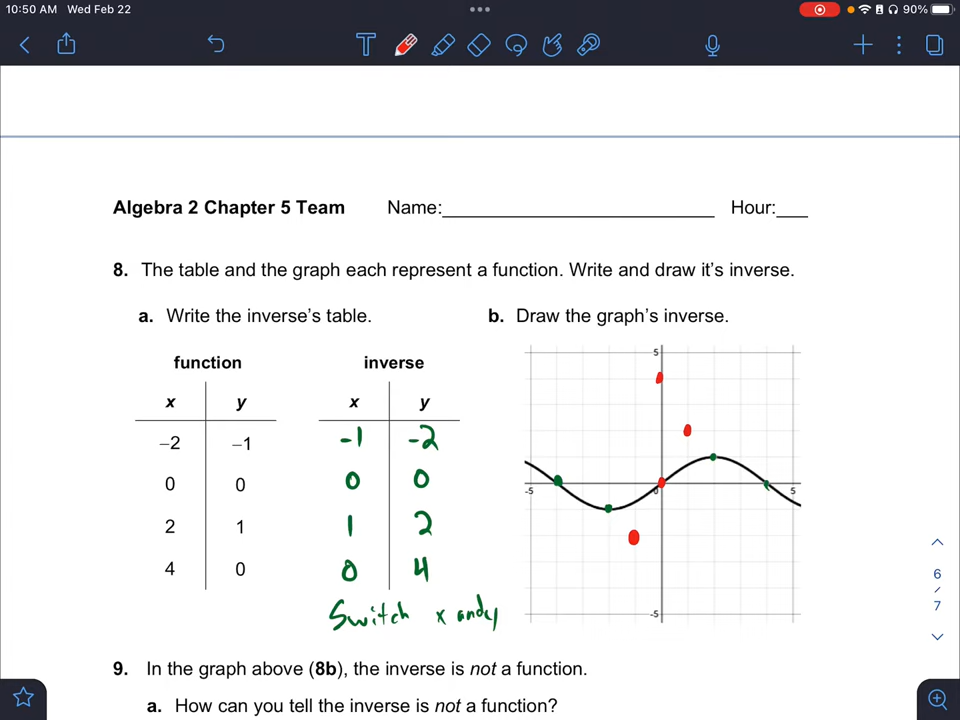 10:50 AM Wed Feb 22
90%
Algebra 2 Chapter 5 Team Name:_______________________ Hour:___
8. The table and the graph each represent a function. Write and draw it's inverse.
a. Write the inverse's table.
b. Draw the graph's inverse.
function
x y
−2 −1
0 0
2 1
4 0
inverse
x y
-1 -2
0 0
1 2
0 4
Switch x and y
5
-5 0 5
-5
6
/
7
9. In the graph above (8b), the inverse is not a function.
a. How can you tell the inverse is not a function?